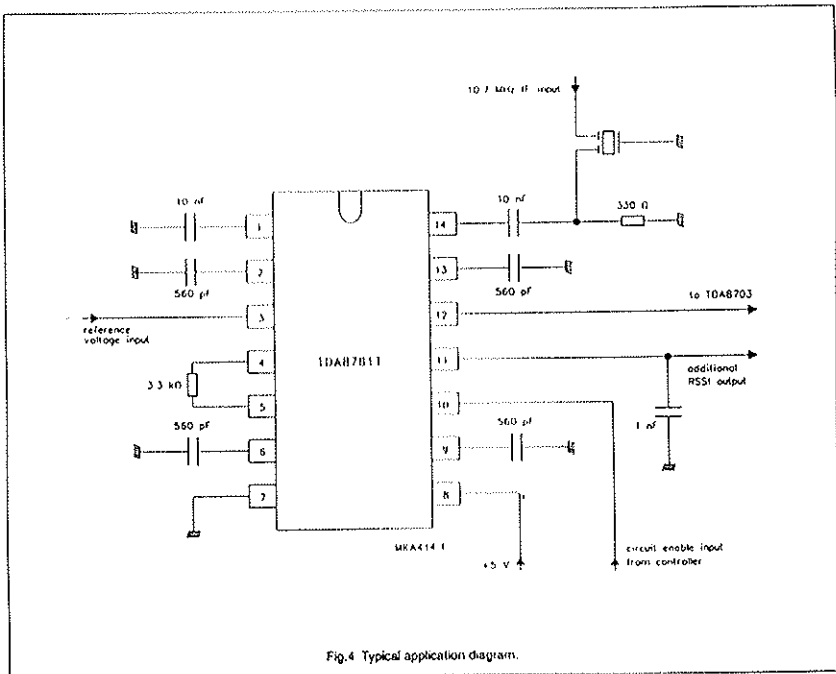 10.7 MHz IF input
10 nF
10 nF
330 Ω
1
14
2
13
560 pF
560 pF
to TDA8703
3
12
reference
voltage input
4
TDA8781T
11
additional
RSSI output
3.3 kΩ
5
10
560 pF
560 pF
1 nF
6
9
7
8
MKA414-1
+5 V
circuit enable input
from controller
Fig.4 Typical application diagram.